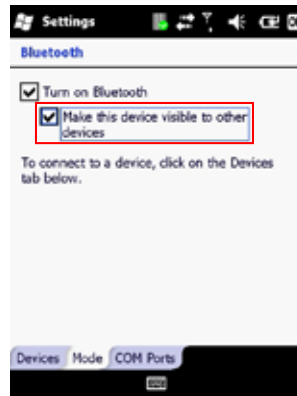 Settings
Bluetooth
Turn on Bluetooth
Make this device visible to other
devices
To connect to a device, click on the Devices
tab below.
Devices Mode COM Ports